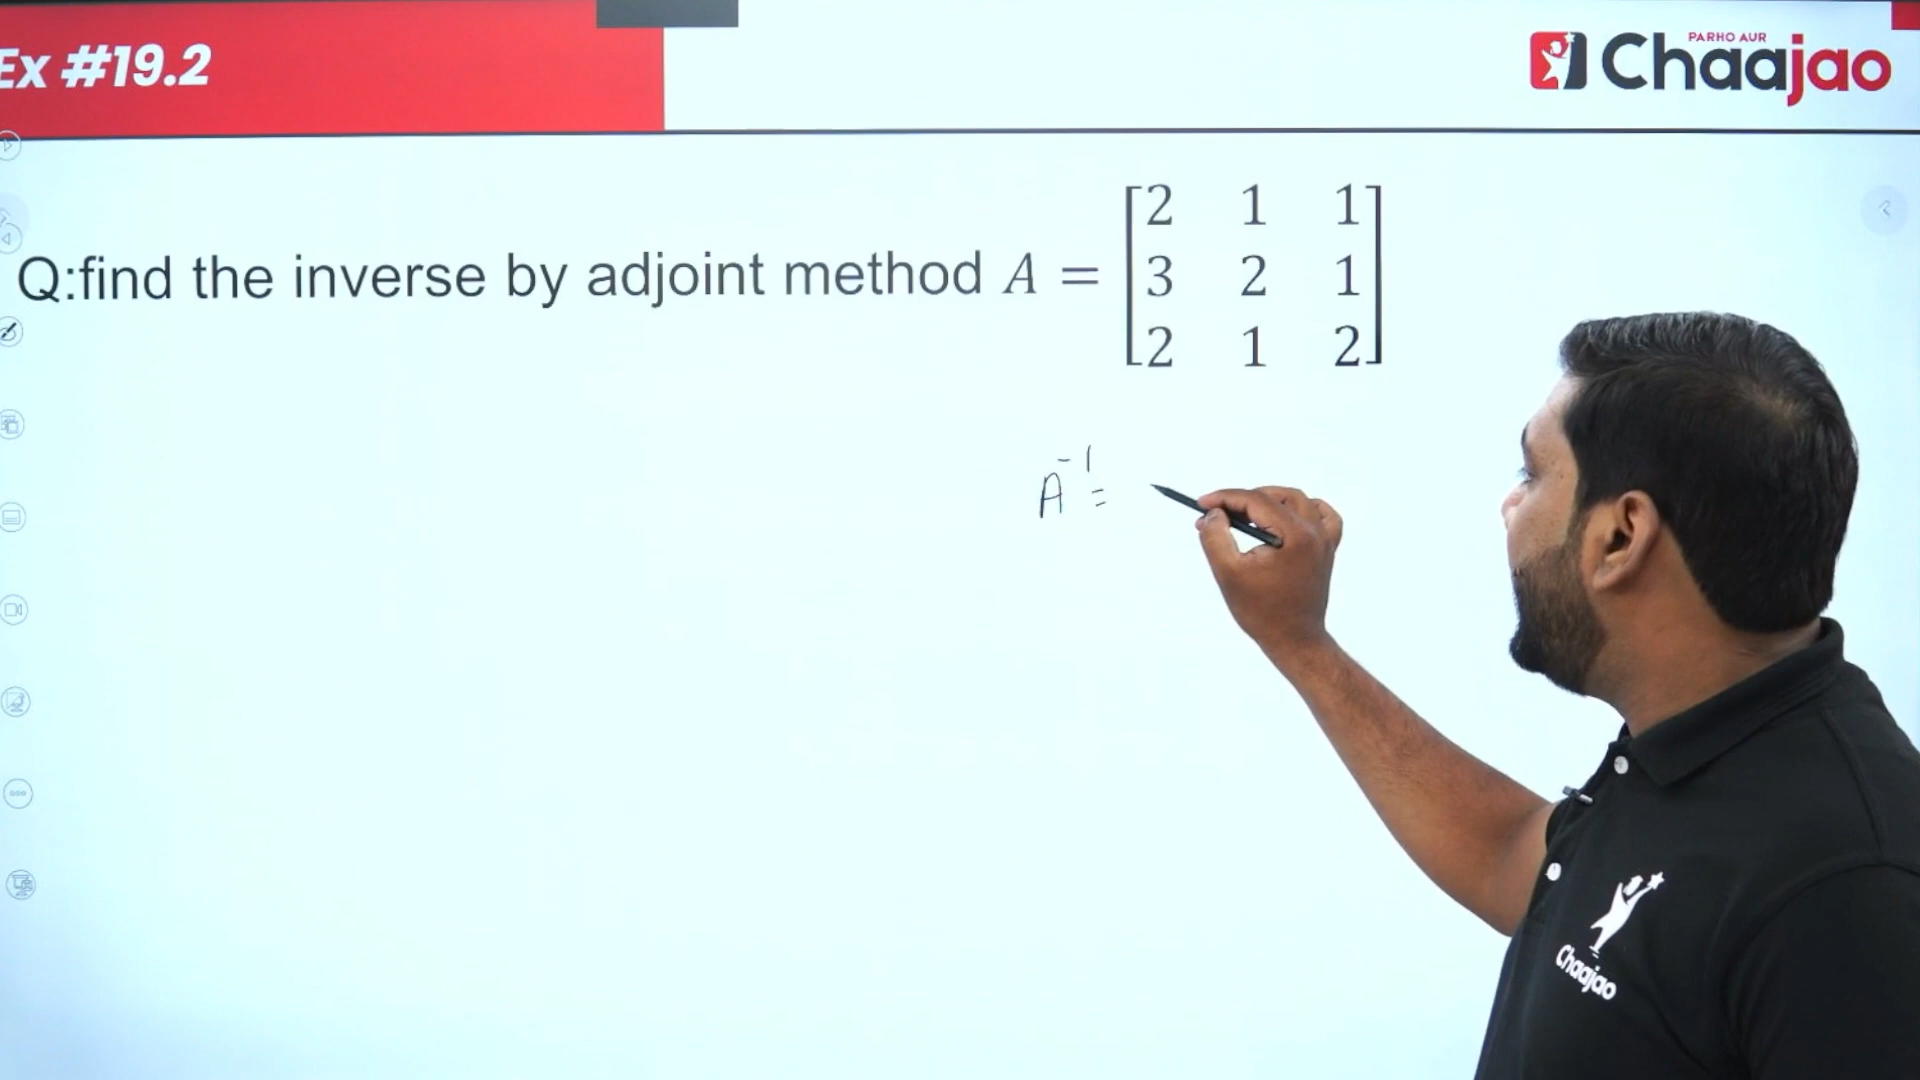 Ex #19.2
PARHO AUR
Chaajao
Q:find the inverse by adjoint method A = [2 1 1
3 2 1
2 1 2]
A⁻¹ =
Chaajao